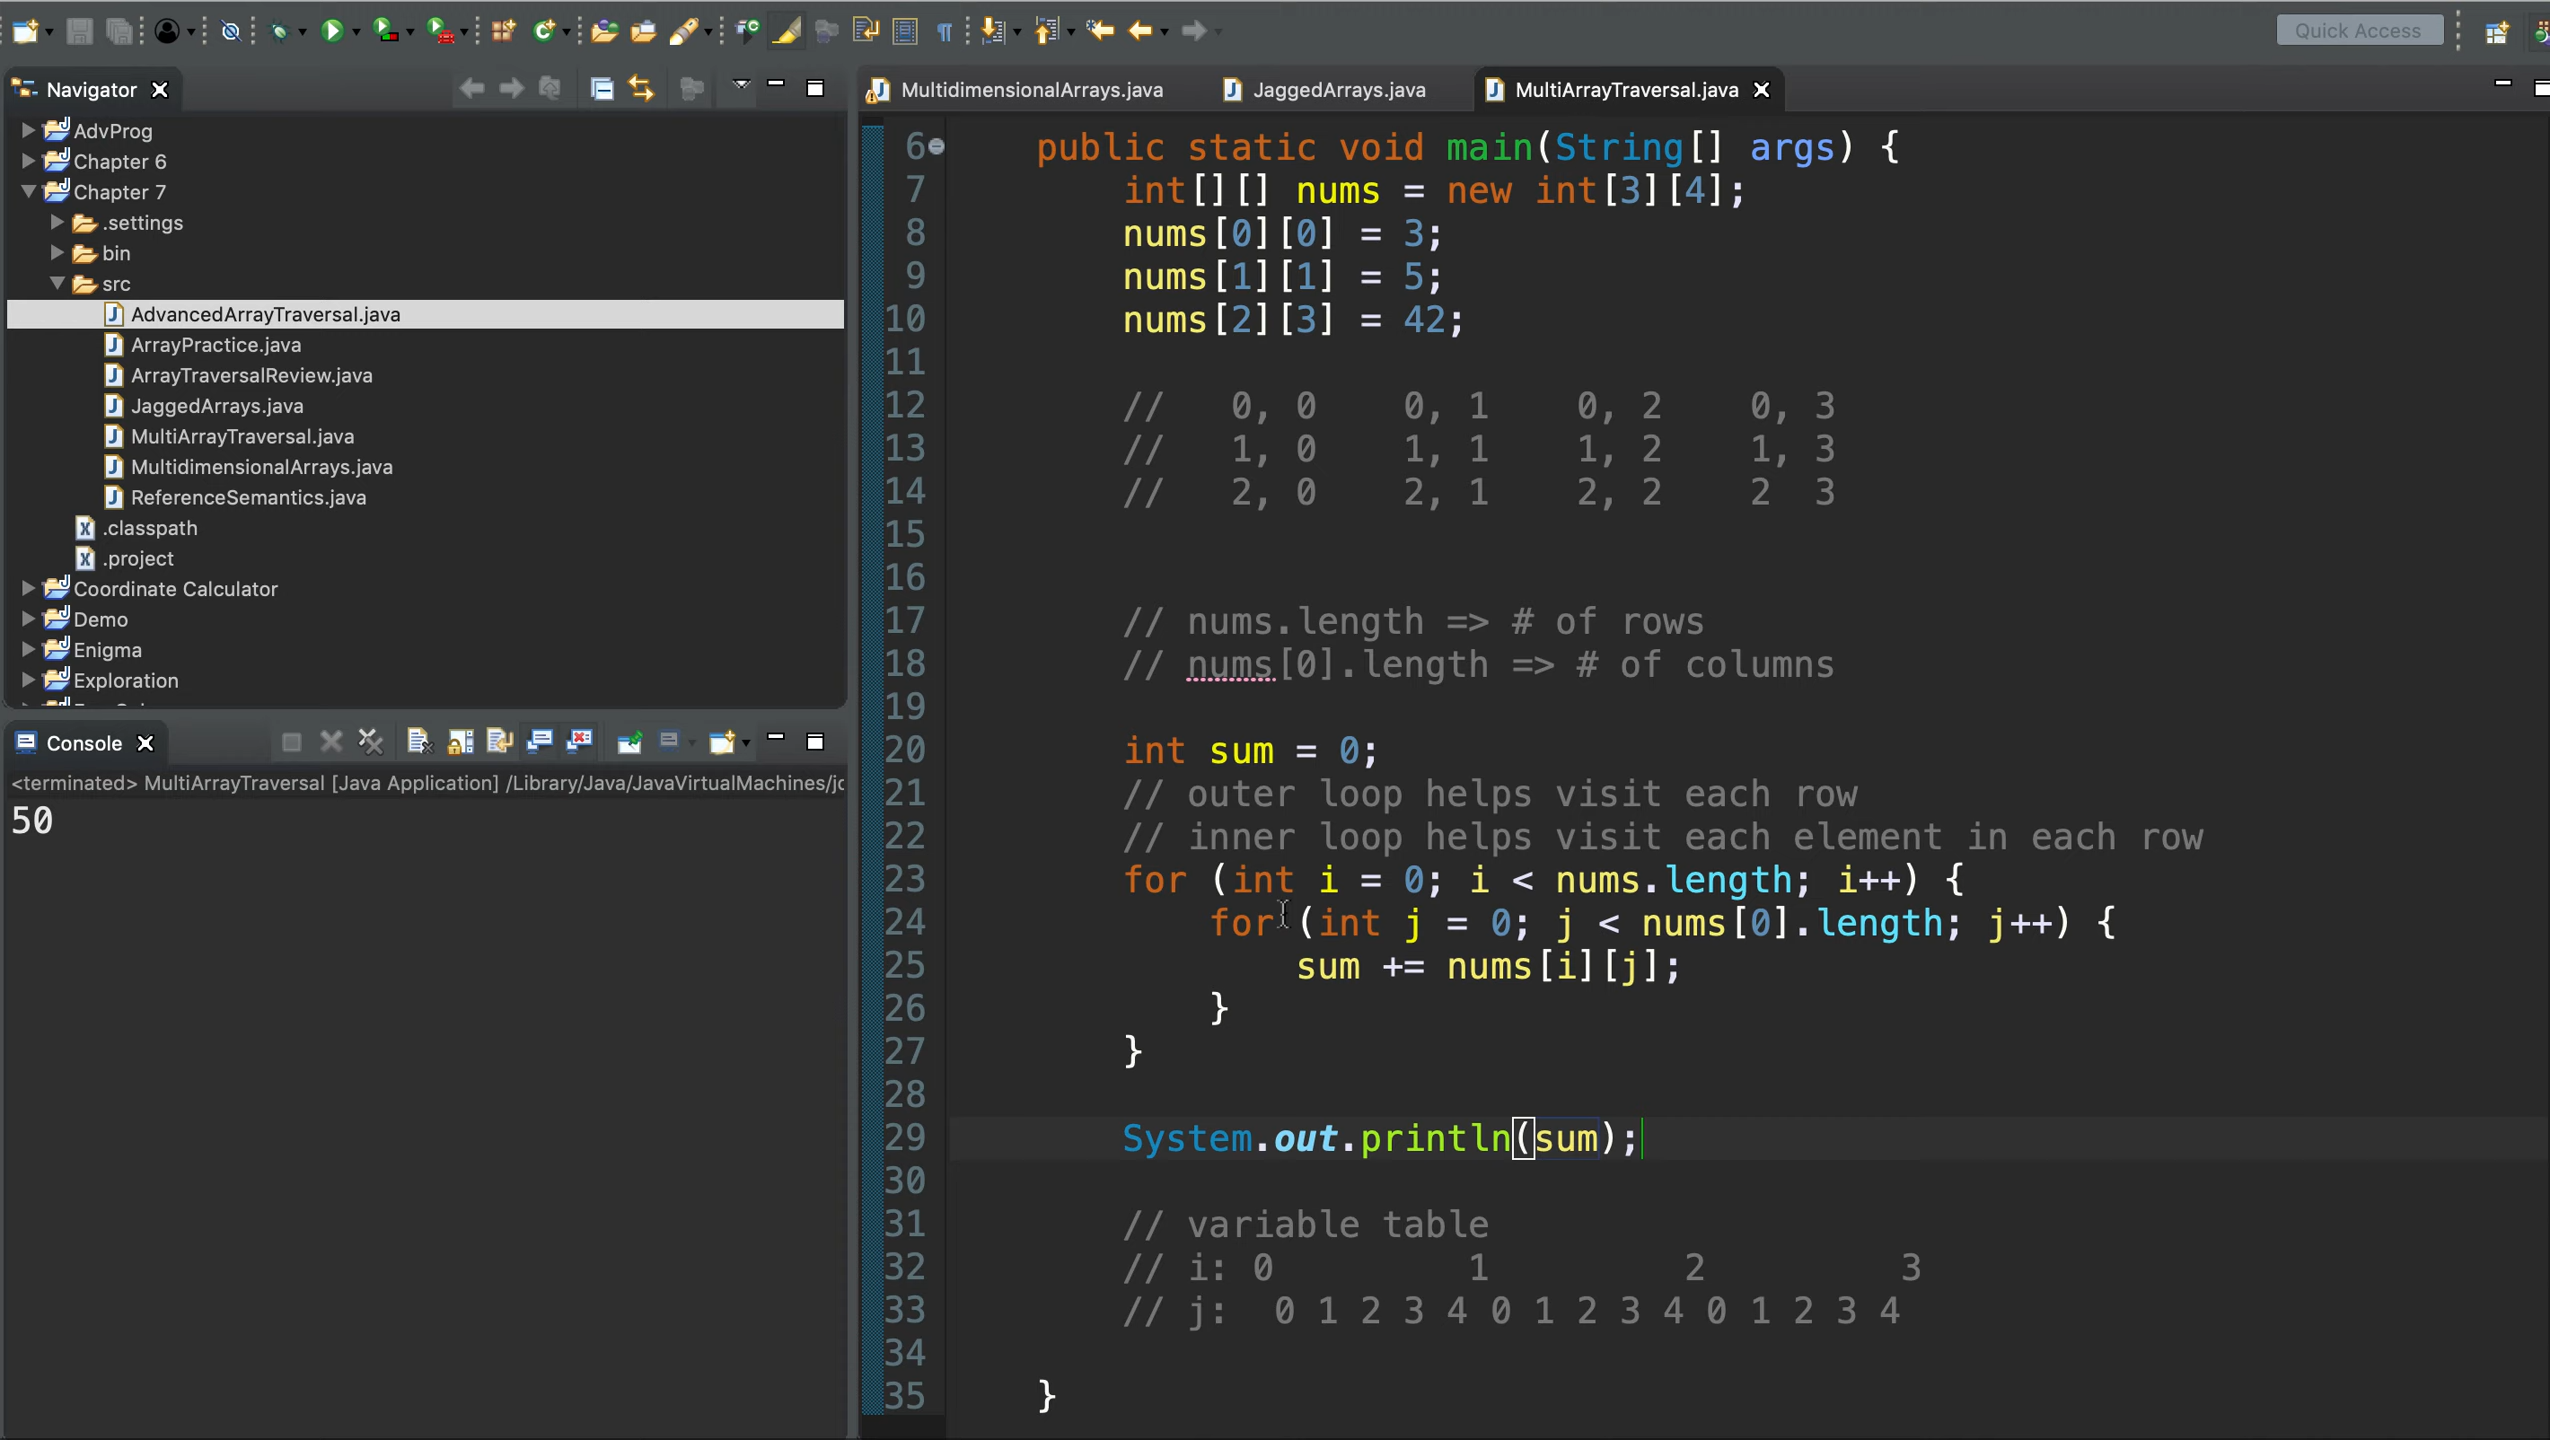 Quick Access
Navigator
AdvProg
Chapter 6
Chapter 7
.settings
bin
src
AdvancedArrayTraversal.java
ArrayPractice.java
ArrayTraversalReview.java
JaggedArrays.java
MultiArrayTraversal.java
MultidimensionalArrays.java
ReferenceSemantics.java
.classpath
.project
Coordinate Calculator
Demo
Enigma
Exploration
Console
<terminated> MultiArrayTraversal [Java Application] /Library/Java/JavaVirtualMachines/jc
50
MultidimensionalArrays.java JaggedArrays.java MultiArrayTraversal.java
6 public static void main(String[] args) {
7 int[][] nums = new int[3][4];
8 nums[0][0] = 3;
9 nums[1][1] = 5;
10 nums[2][3] = 42;
11
12 // 0, 0 0, 1 0, 2 0, 3
13 // 1, 0 1, 1 1, 2 1, 3
14 // 2, 0 2, 1 2, 2 2 3
15
16
17 // nums.length => # of rows
18 // nums[0].length => # of columns
19
20 int sum = 0;
21 // outer loop helps visit each row
22 // inner loop helps visit each element in each row
23 for (int i = 0; i < nums.length; i++) {
24 for (int j = 0; j < nums[0].length; j++) {
25 sum += nums[i][j];
26 }
27 }
28
29 System.out.println(sum);
30
31 // variable table
32 // i: 0 1 2 3
33 // j: 0 1 2 3 4 0 1 2 3 4 0 1 2 3 4
34
35 }